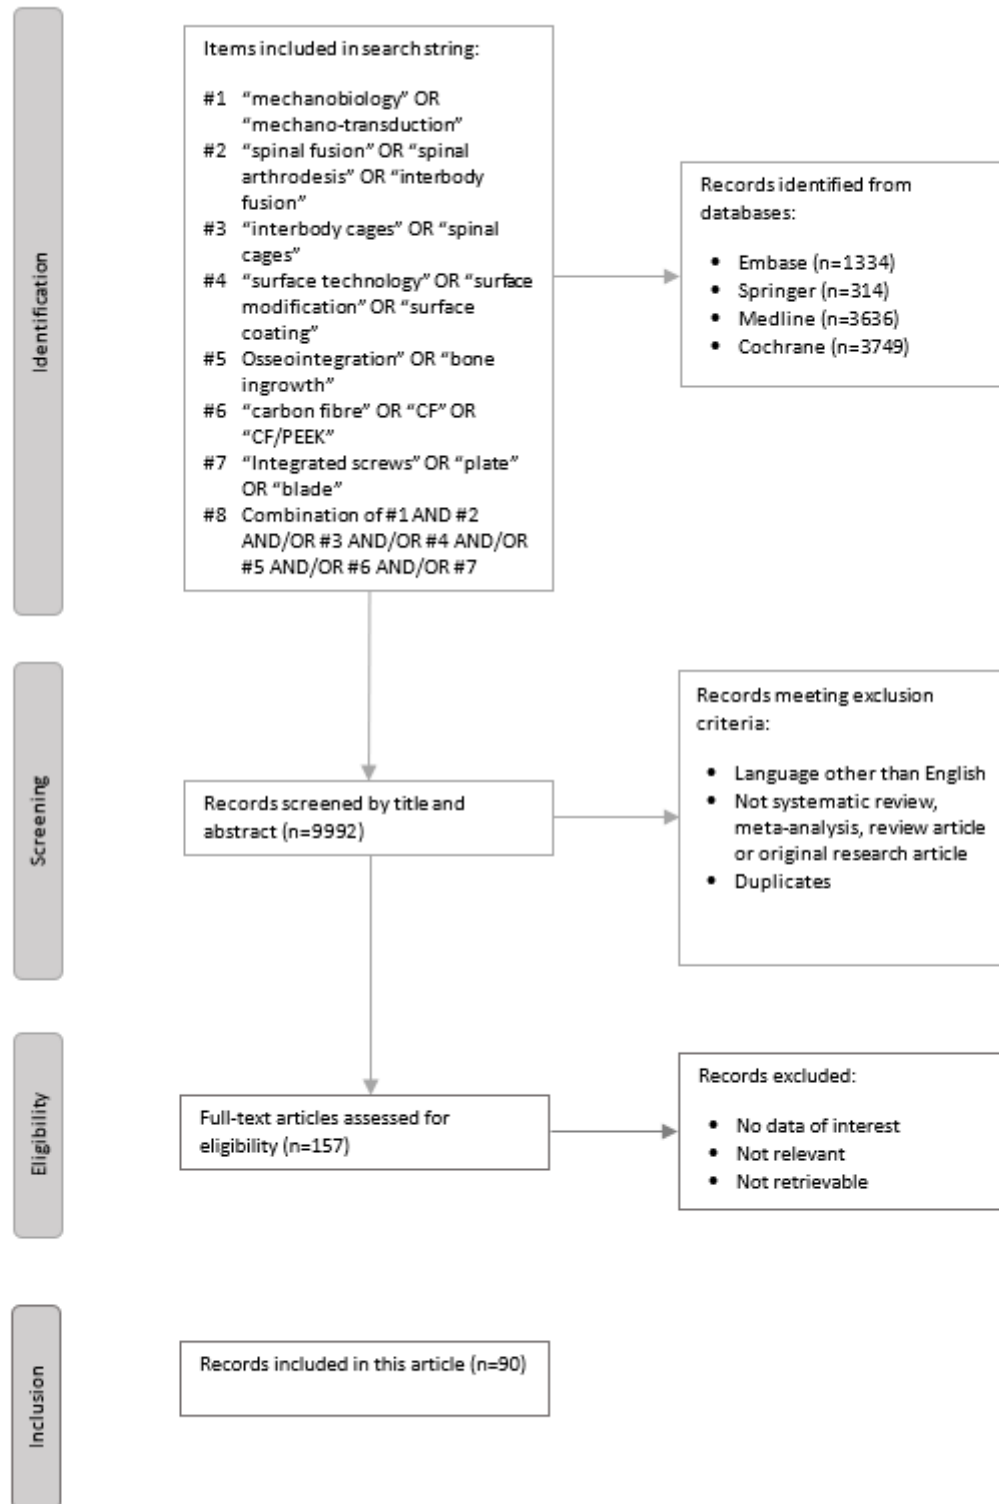 Identification
Items included in search string:
#1 “mechanobiology” OR
“mechano-transduction”
#2 “spinal fusion” OR “spinal
arthrodesis” OR “interbody
fusion”
#3 “interbody cages” OR “spinal
cages”
#4 “surface technology” OR “surface
modification” OR “surface
coating”
#5 Osseointegration” OR “bone
ingrowth”
#6 “carbon fibre” OR “CF” OR
“CF/PEEK”
#7 “Integrated screws” OR “plate”
OR “blade”
#8 Combination of #1 AND #2
AND/OR #3 AND/OR #4 AND/OR
#5 AND/OR #6 AND/OR #7
Records identified from
databases:
• Embase (n=1334)
• Springer (n=314)
• Medline (n=3636)
• Cochrane (n=3749)
Screening
Records screened by title and
abstract (n=9992)
Records meeting exclusion
criteria:
• Language other than English
• Not systematic review,
meta-analysis, review article
or original research article
• Duplicates
Eligibility
Full-text articles assessed for
eligibility (n=157)
Records excluded:
• No data of interest
• Not relevant
• Not retrievable
Inclusion
Records included in this article (n=90)